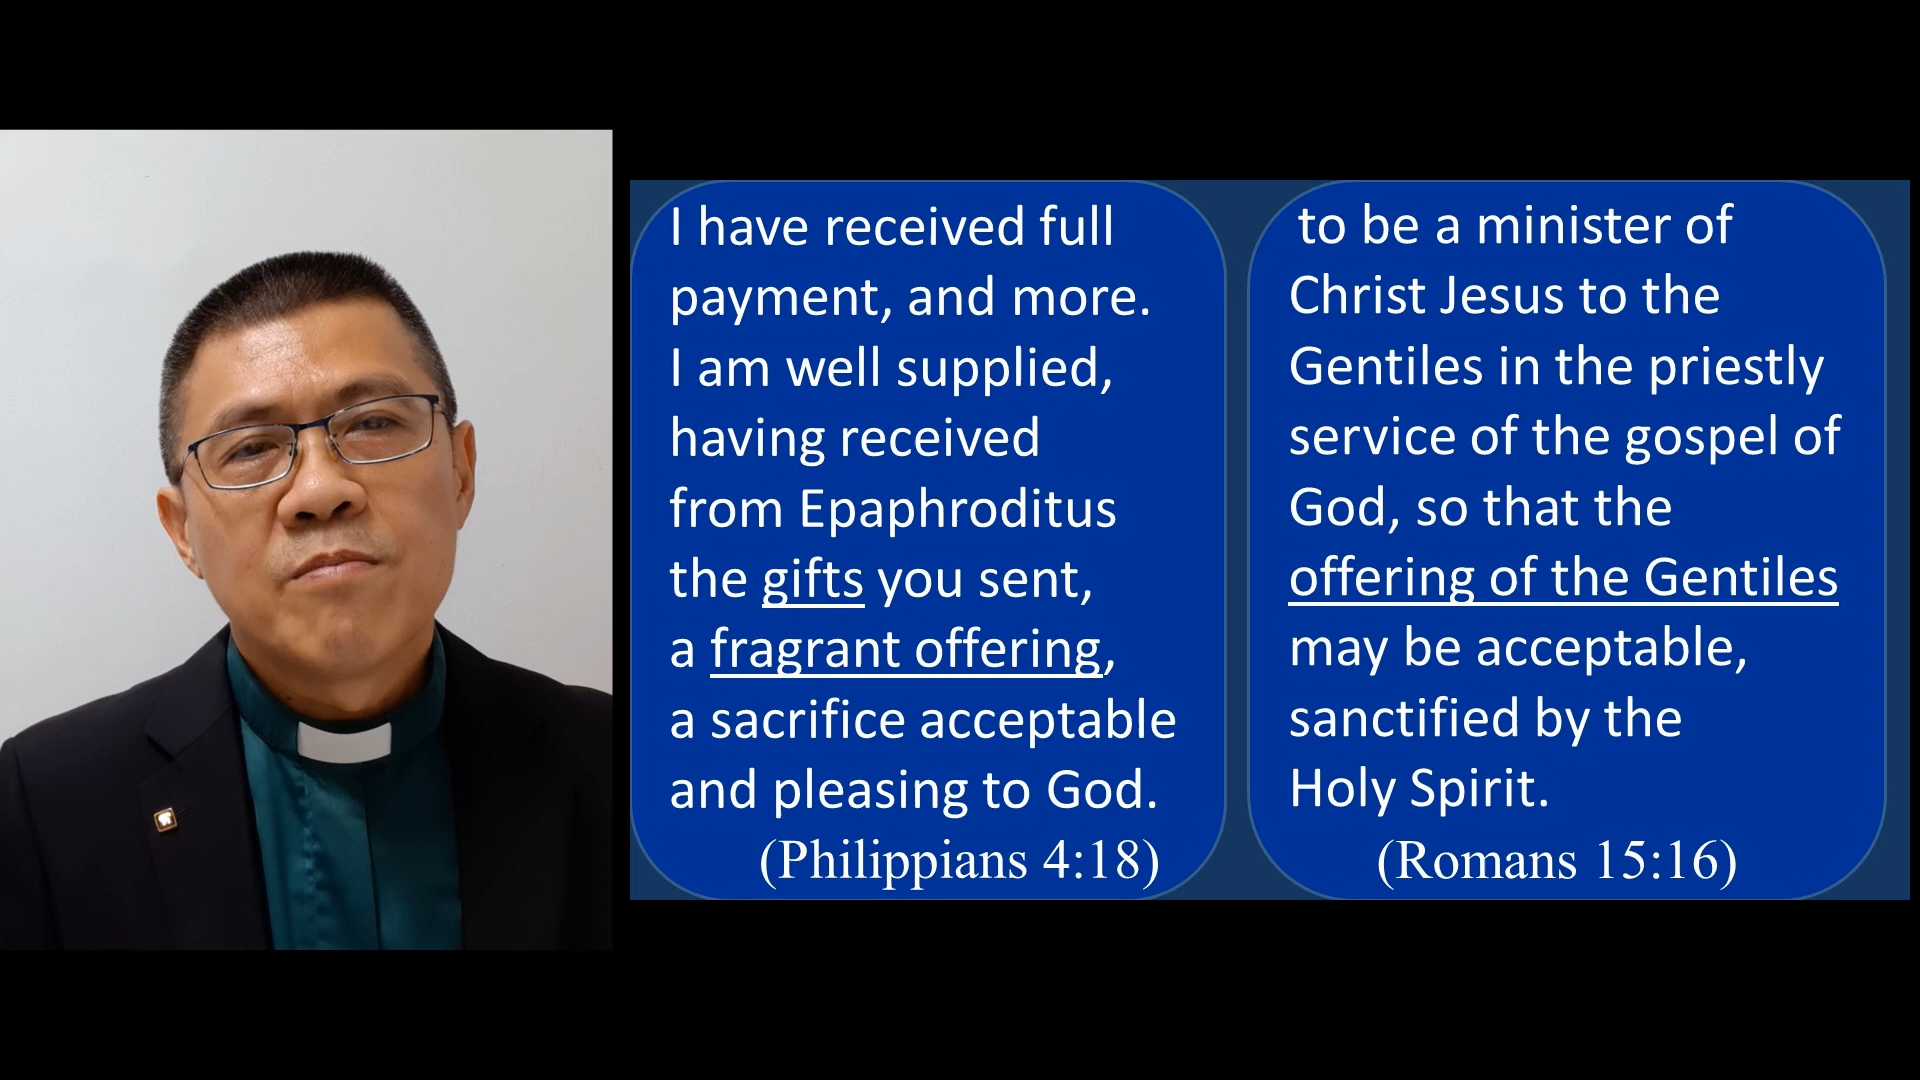 I have received full
payment, and more.
I am well supplied,
having received
from Epaphroditus
the gifts you sent,
a fragrant offering,
a sacrifice acceptable
and pleasing to God.
(Philippians 4:18)
to be a minister of
Christ Jesus to the
Gentiles in the priestly
service of the gospel of
God, so that the
offering of the Gentiles
may be acceptable,
sanctified by the
Holy Spirit.
(Romans 15:16)